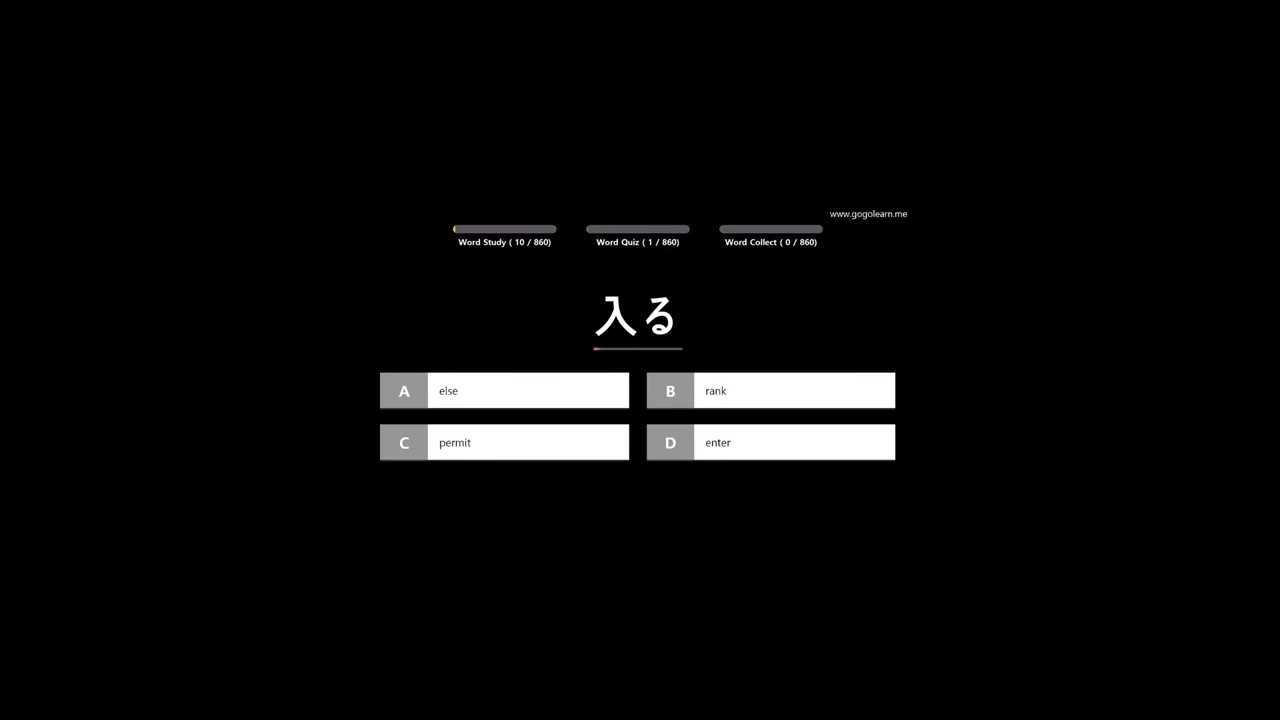 www.gogolearn.me
Word Study ( 10 / 860)
Word Quiz ( 1 / 860)
Word Collect ( 0 / 860)
入る
A else
B rank
C permit
D enter